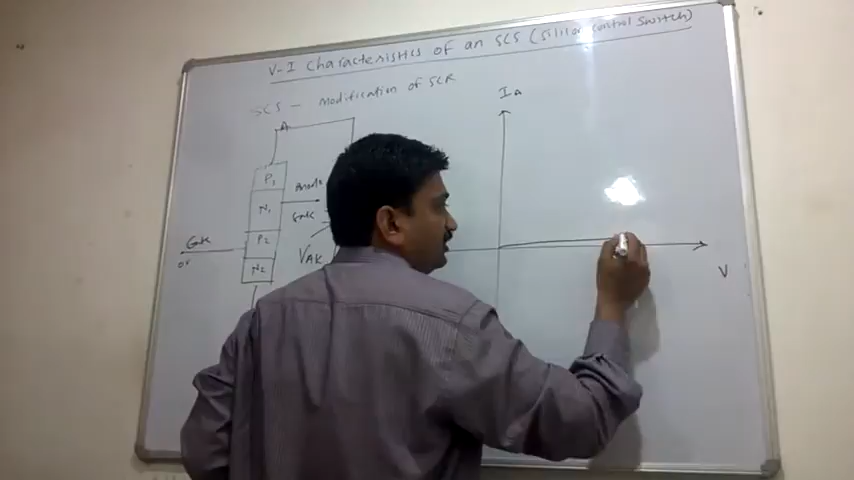 V-I Characteristics of an SCS (Silicon Control Switch)
SCS - Modification of SCR
A
IA
P1
Anode
N1
Gate
Gate
P2
VAK
N2
V